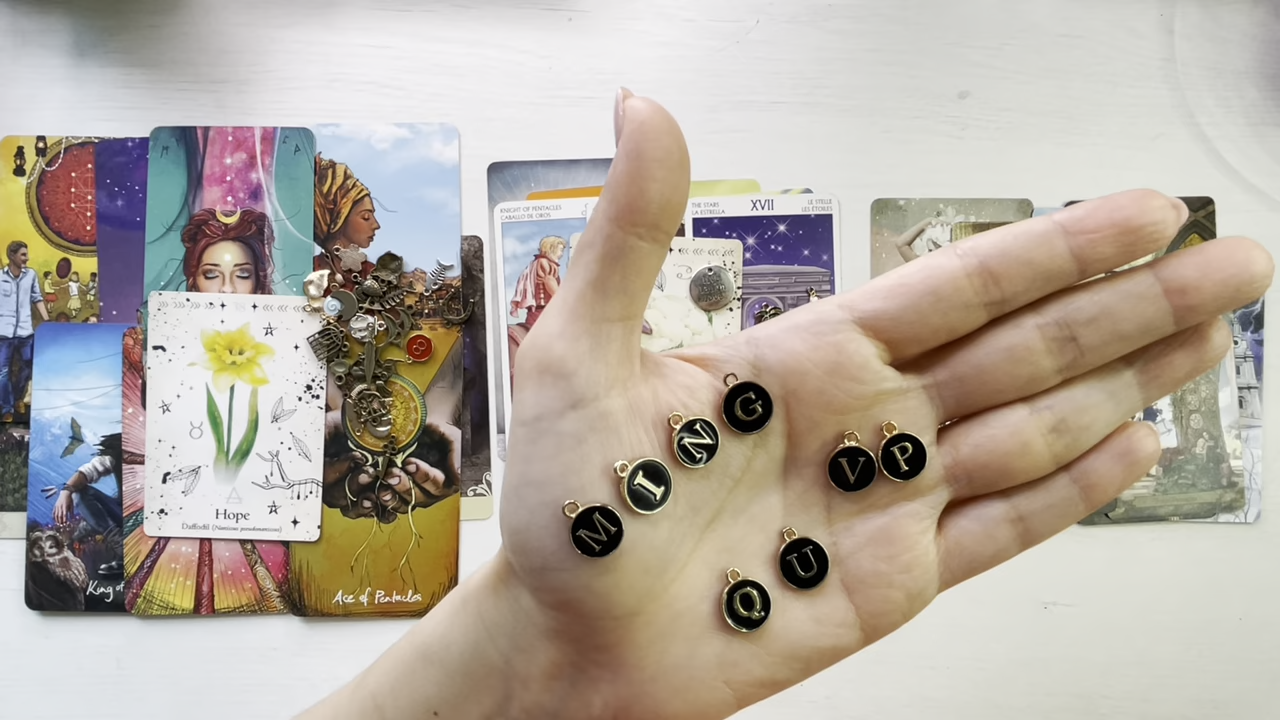 KNIGHT OF PENTACLES
CABALLO DE OROS
THE STARS
LA ESTRELLA
XVII
LE STELLE
LES ÉTOILES
Hope
Daffodil (Narcissus pseudonarcissus)
King of
Ace of Pentacles
M I N G
V P
Q U